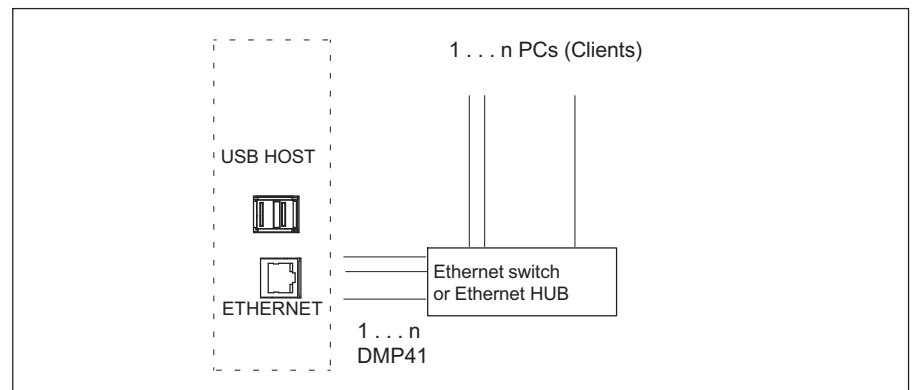 1 . . . n PCs (Clients)
USB HOST
Ethernet switch
or Ethernet HUB
ETHERNET
1 . . . n
DMP41